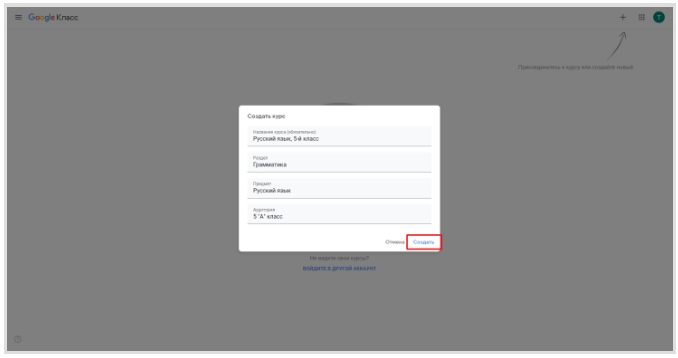 Google Класс
Присоединитесь к курсу или создайте новый
Создать курс
Название курса (обязательно)
Русский язык, 5-й класс
Раздел
Грамматика
Предмет
Русский язык
Аудитория
5 "А" класс
Отмена Создать
Не видите свои курсы?
ВОЙДИТЕ В ДРУГОЙ АККАУНТ